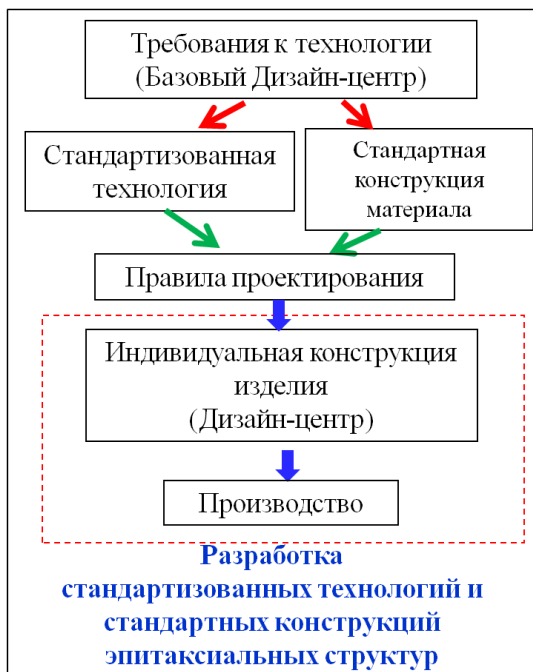 Требования к технологии
(Базовый Дизайн-центр)
Стандартизованная
технология
Стандартная
конструкция
материала
Правила проектирования
Индивидуальная конструкция
изделия
(Дизайн-центр)
Производство
Разработка
стандартизованных технологий и
стандартных конструкций
эпитаксиальных структур